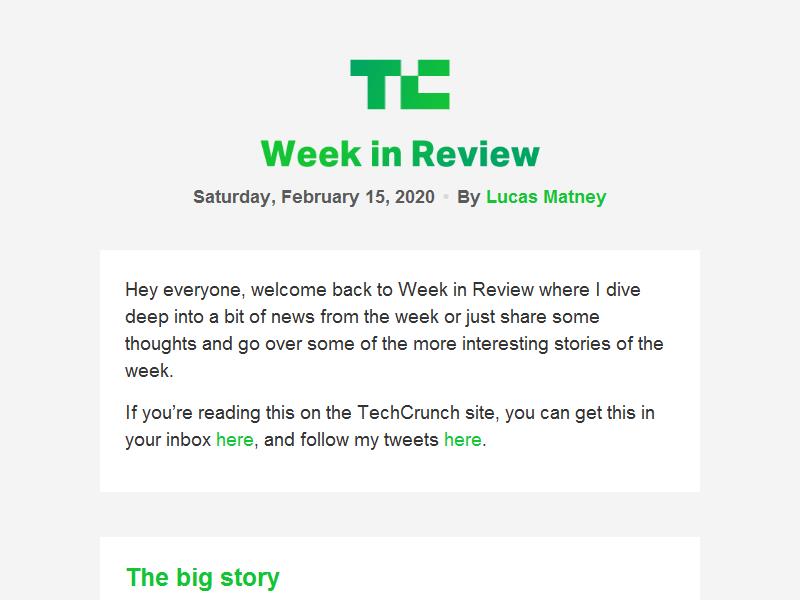 TC
Week in Review
Saturday, February 15, 2020 • By Lucas Matney
Hey everyone, welcome back to Week in Review where I dive
deep into a bit of news from the week or just share some
thoughts and go over some of the more interesting stories of the
week.
If you’re reading this on the TechCrunch site, you can get this in
your inbox here, and follow my tweets here.
The big story